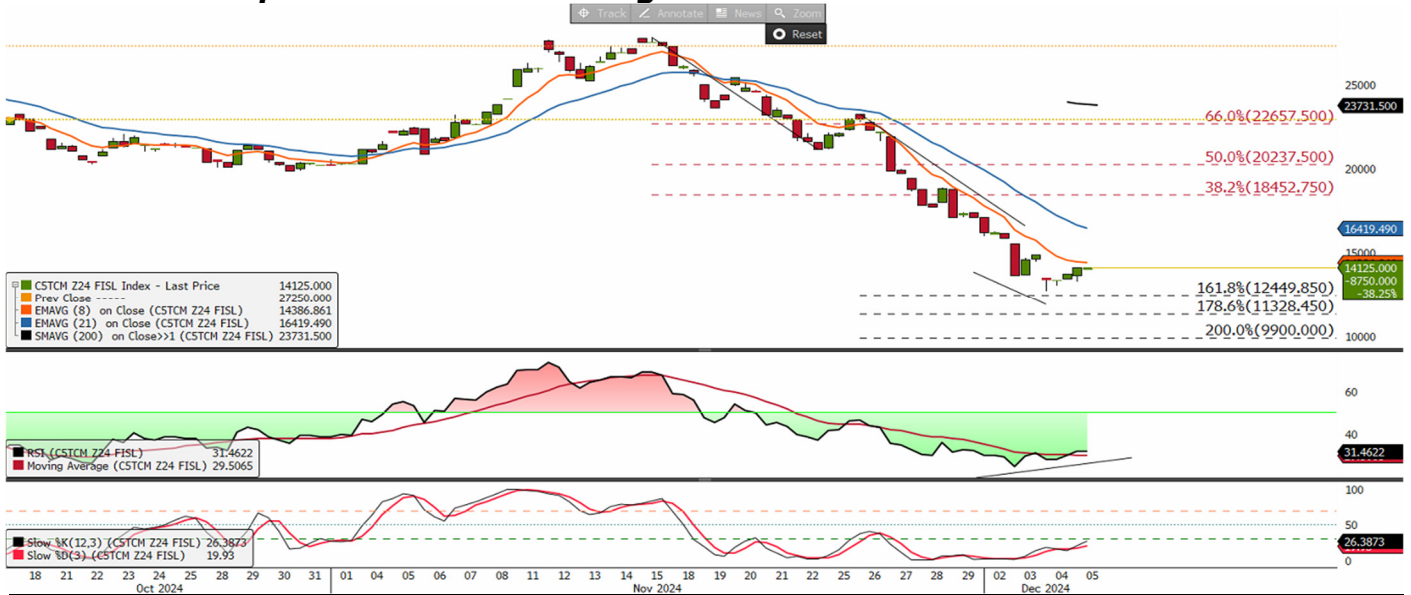 Track Annotate News Zoom
Reset
25000
23731.500
66.0%(22657.500)
50.0%(20237.500)
20000
38.2%(18452.750)
16419.490
15000
14125.000
-8750.000
-38.25%
161.8%(12449.850)
178.6%(11328.450)
200.0%(9900.000)
10000
C5TCM Z24 FISL Index - Last Price 14125.000
Prev Close ----- 27250.000
EMAVG (8) on Close (C5TCM Z24 FISL) 14386.861
EMAVG (21) on Close (C5TCM Z24 FISL) 16419.490
SMAVG (200) on Close>>1 (C5TCM Z24 FISL) 23731.500
60
40
31.4622
RSI (C5TCM Z24 FISL) 31.4622
Moving Average (C5TCM Z24 FISL) 29.5065
100
50
26.3873
0
Slow %K(12,3) (C5TCM Z24 FISL) 26.3873
Slow %D(3) (C5TCM Z24 FISL) 19.93
18 21 22 23 24 25 28 29 30 31 01 04 05 06 07 08 11 12 13 14 15 18 19 20 21 22 25 26 27 28 29 02 03 04 05
Oct 2024 Nov 2024 Dec 2024